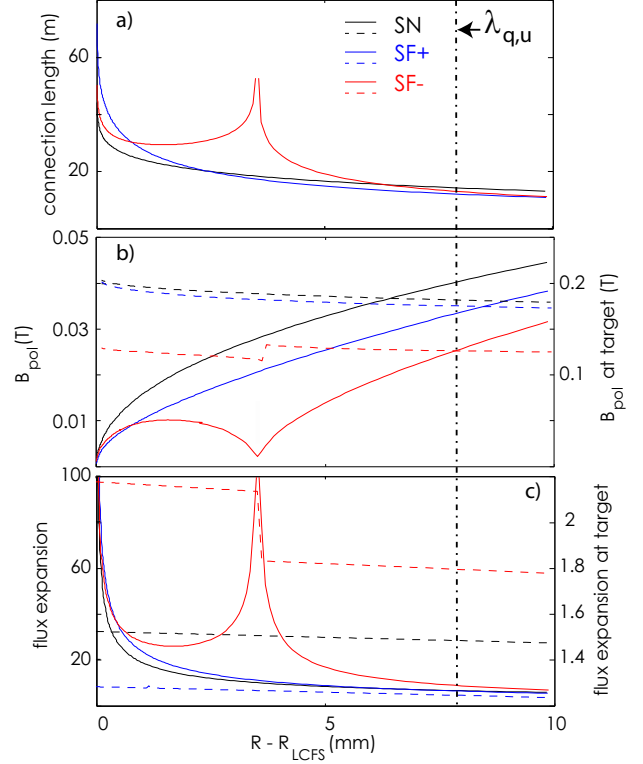 a)
SN
SF+
SF-
λq,u
connection length (m)
60
20
b)
0.05
0.03
0.01
Bpol (T)
0.2
0.1
Bpol at target (T)
c)
100
60
20
flux expansion
2
1.8
1.6
1.4
flux expansion at target
0
5
10
R - RLCFS (mm)